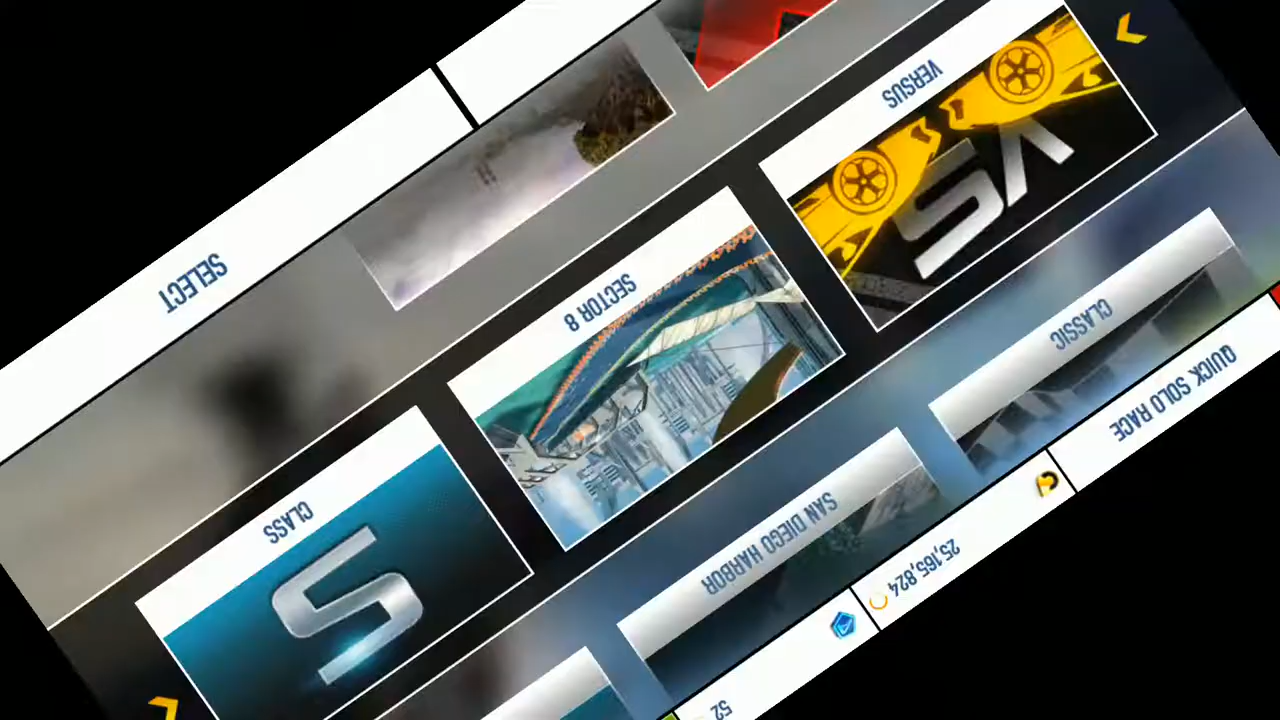 QUICK SOLO RACE
25,165,824
52
CLASSIC
SAN DIEGO HARBOR
VERSUS
VS
SECTOR 8
CLASS
S
SELECT